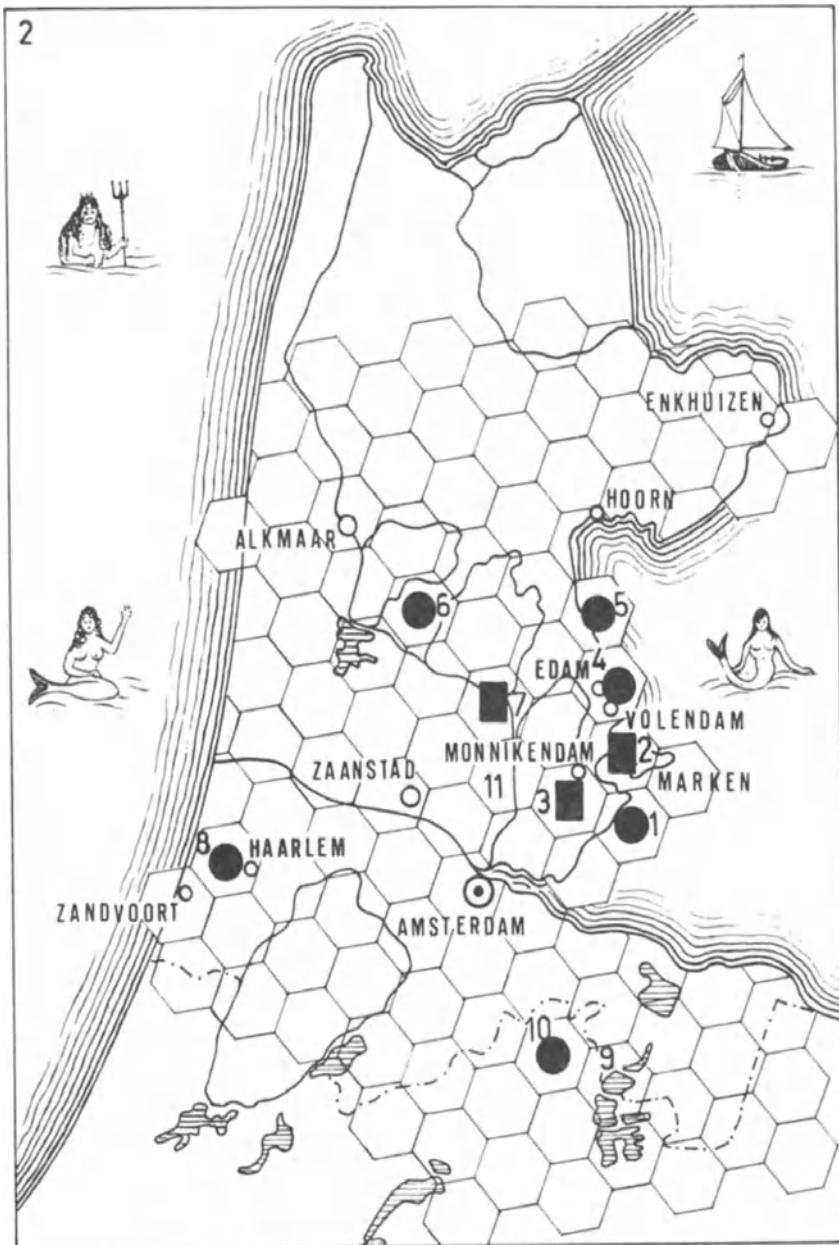 2
ENKHUIZEN
HOORN
ALKMAAR
6
5
4
EDAM
7
VOLENDAM
2
MONNIKENDAM
ZAANSTAD
MARKEN
11
3
1
8
HAARLEM
ZANDVOORT
AMSTERDAM
10
9